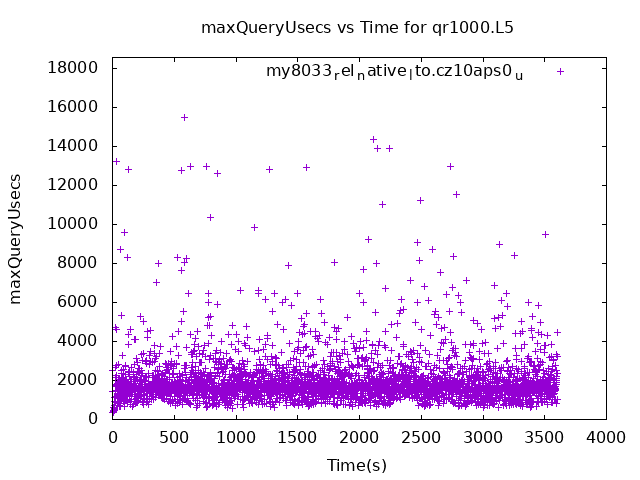 maxQueryUsecs vs Time for qr1000.L5
my8033relnativelto.cz10aps0u
18000
16000
14000
12000
10000
8000
6000
4000
2000
0
maxQueryUsecs
0 500 1000 1500 2000 2500 3000 3500 4000
Time(s)